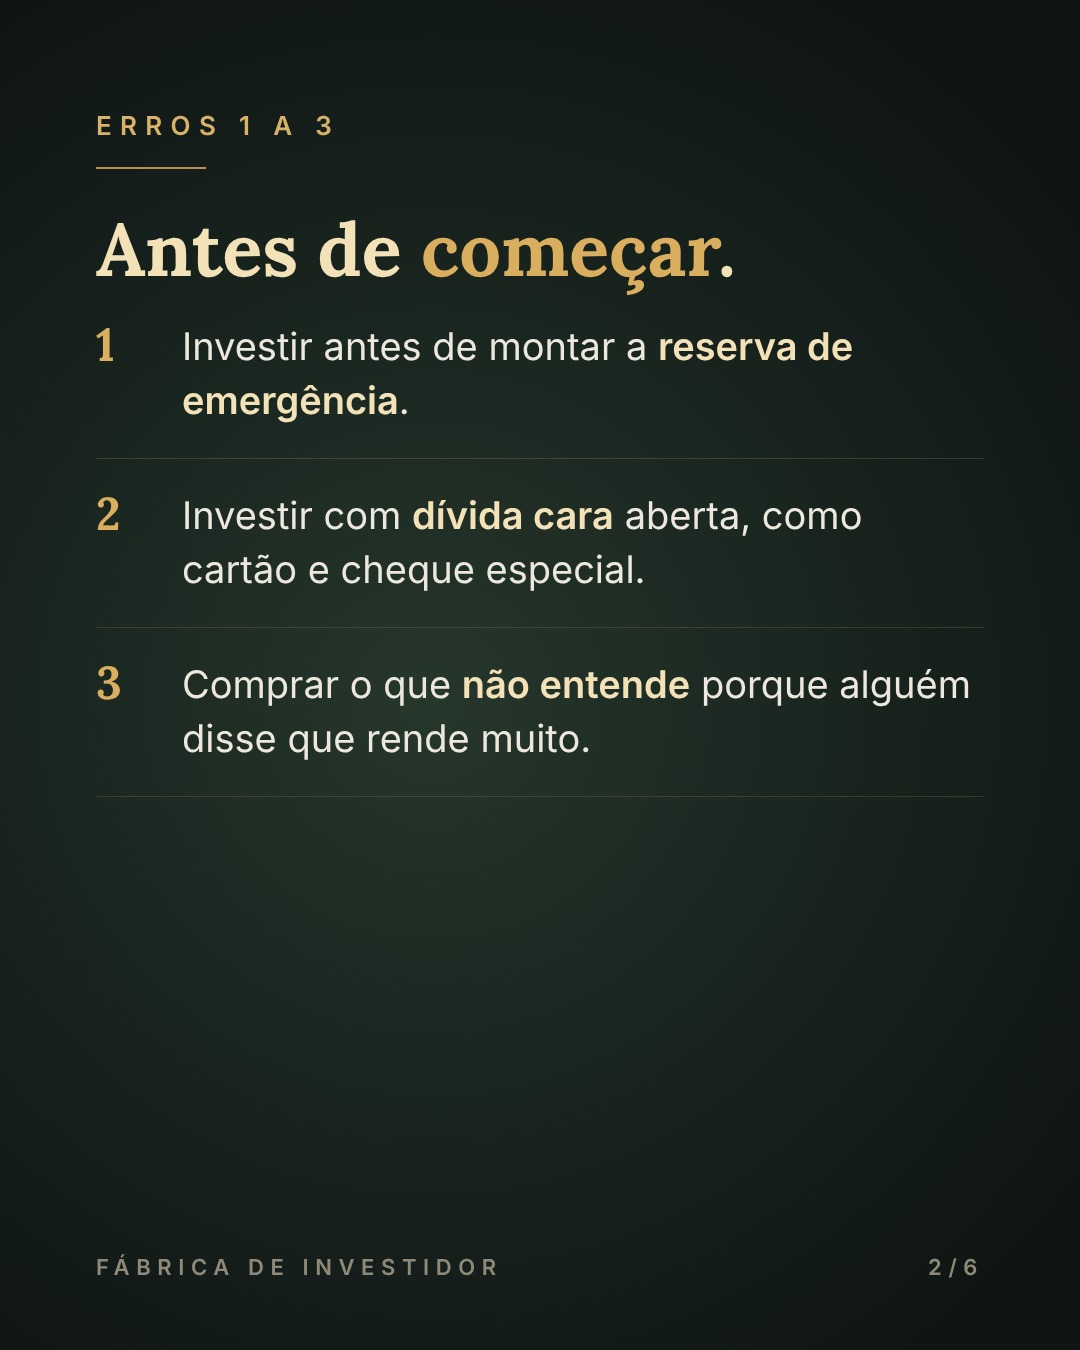 ERROS 1 A 3
Antes de começar.
1 Investir antes de montar a reserva de
emergência.
2 Investir com dívida cara aberta, como
cartão e cheque especial.
3 Comprar o que não entende porque alguém
disse que rende muito.
FÁBRICA DE INVESTIDOR 2/6